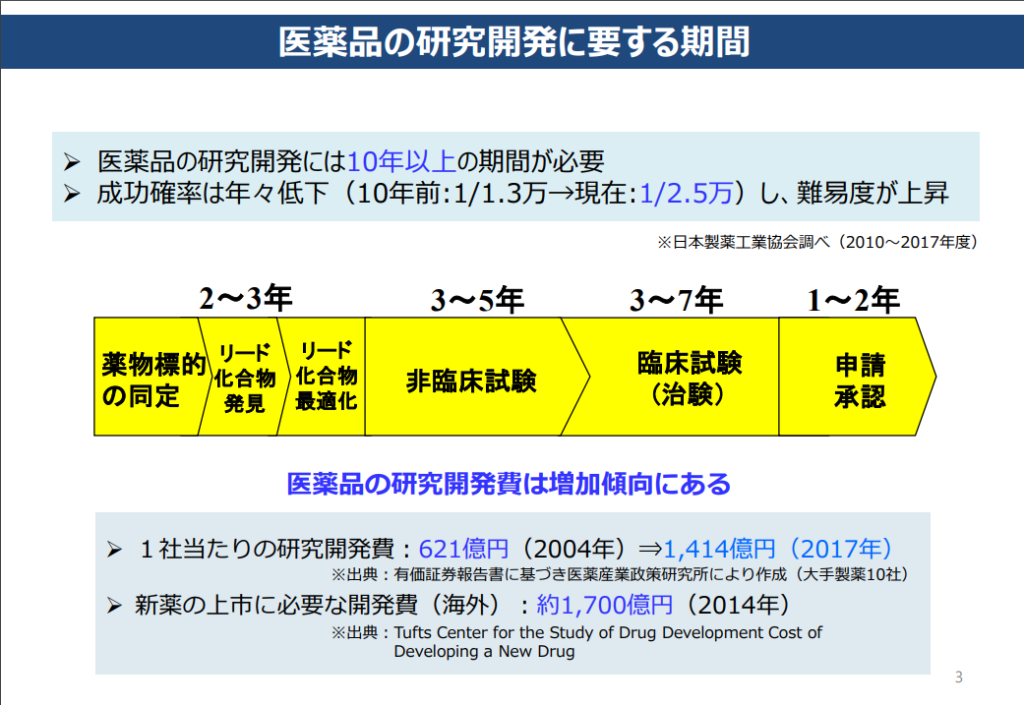 医薬品の研究開発に要する期間
➢ 医薬品の研究開発には10年以上の期間が必要
➢ 成功確率は年々低下（10年前:1/1.3万→現在:1/2.5万）し、難易度が上昇
※日本製薬工業協会調べ（2010～2017年度）
2～3年
3～5年
3～7年
1～2年
薬物標的
の同定
リード
化合物
発見
リード
化合物
最適化
非臨床試験
臨床試験
（治験）
申請
承認
医薬品の研究開発費は増加傾向にある
➢ １社当たりの研究開発費：621億円（2004年）⇒1,414億円（2017年）
※出典：有価証券報告書に基づき医薬産業政策研究所により作成（大手製薬10社）
➢ 新薬の上市に必要な開発費（海外）：約1,700億円（2014年）
※出典：Tufts Center for the Study of Drug Development Cost of
Developing a New Drug
3